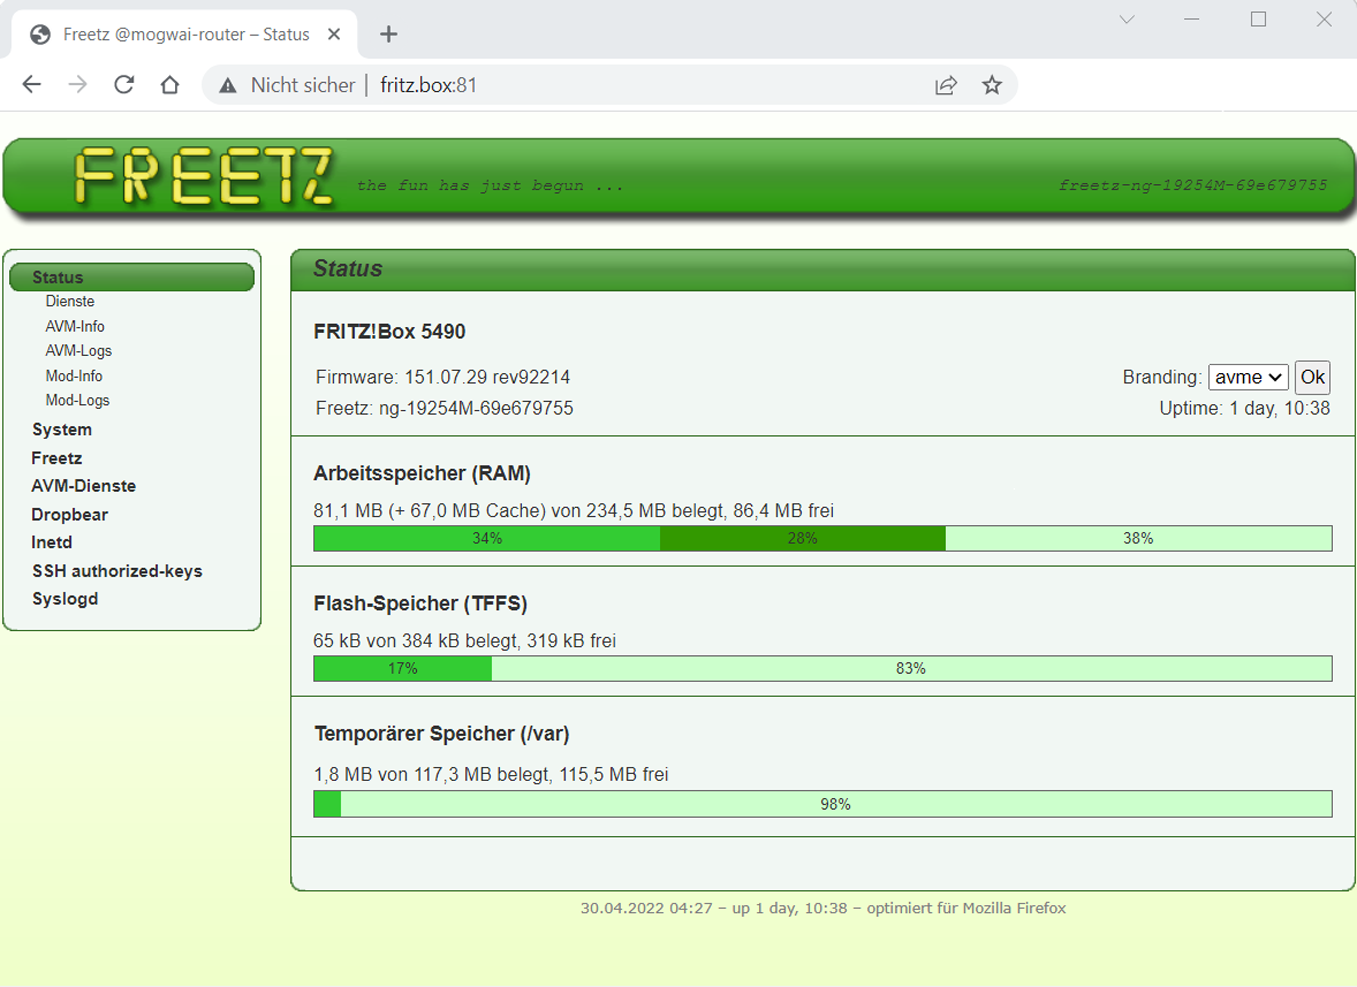 Freetz @mogwai-router – Status
Nicht sicher | fritz.box:81
FREETZ the fun has just begun ... freetz-ng-19254M-69e679755
Status
Dienste
AVM-Info
AVM-Logs
Mod-Info
Mod-Logs
System
Freetz
AVM-Dienste
Dropbear
Inetd
SSH authorized-keys
Syslogd
Status
FRITZ!Box 5490
Firmware: 151.07.29 rev92214 Branding: avme Ok
Freetz: ng-19254M-69e679755 Uptime: 1 day, 10:38
Arbeitsspeicher (RAM)
81,1 MB (+ 67,0 MB Cache) von 234,5 MB belegt, 86,4 MB frei
34% 28% 38%
Flash-Speicher (TFFS)
65 kB von 384 kB belegt, 319 kB frei
17% 83%
Temporärer Speicher (/var)
1,8 MB von 117,3 MB belegt, 115,5 MB frei
98%
30.04.2022 04:27 – up 1 day, 10:38 – optimiert für Mozilla Firefox